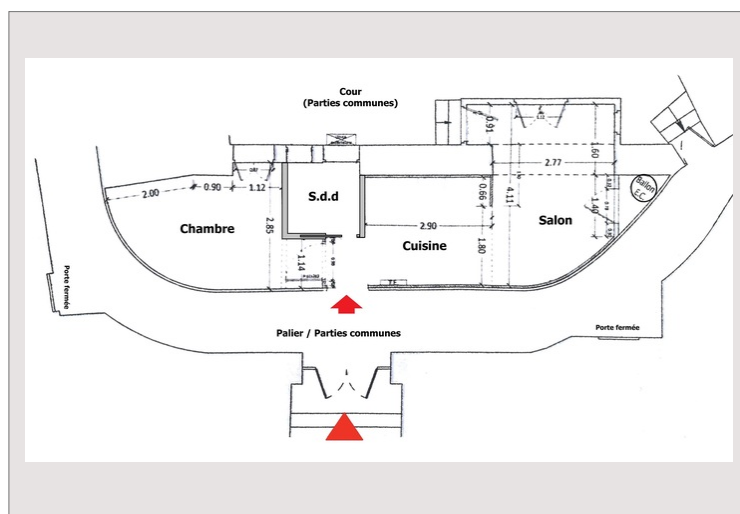 Cour
(Parties communes)
0.91
2.77
1.60
2.00
0.90
1.12
S.d.d
0.66
4.11
1.40
Ballon
E.C
Chambre
2.85
2.90
Cuisine
Salon
1.14
1.80
T.E
Porte fermée
Palier / Parties communes
Porte fermée